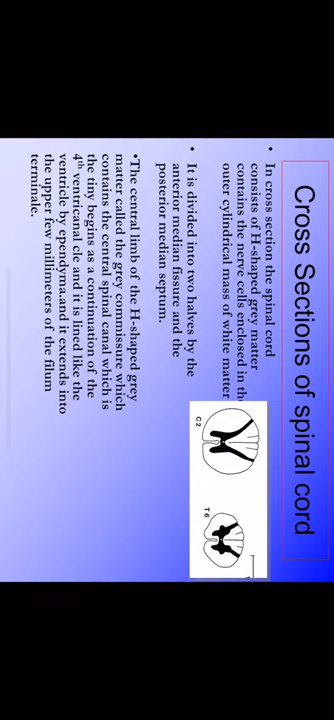 Cross Sections of spinal cord
• In cross section the spinal cord
consists of H-shaped grey matter
contains the nerve cells enclosed in the
outer cylindrical mass of white matter
• It is divided into two halves by the
anterior median fissure and the
posterior median septum.
•The central limb of the H-shaped grey
matter called the grey commissure which
contains the central spinal canal which is
the tiny begins as a continuation of the
4th ventricanal cle and it is lined like the
ventricle by ependyma.and it extends into
the upper few millimeters of the filum
terminale.
C 2
T 6